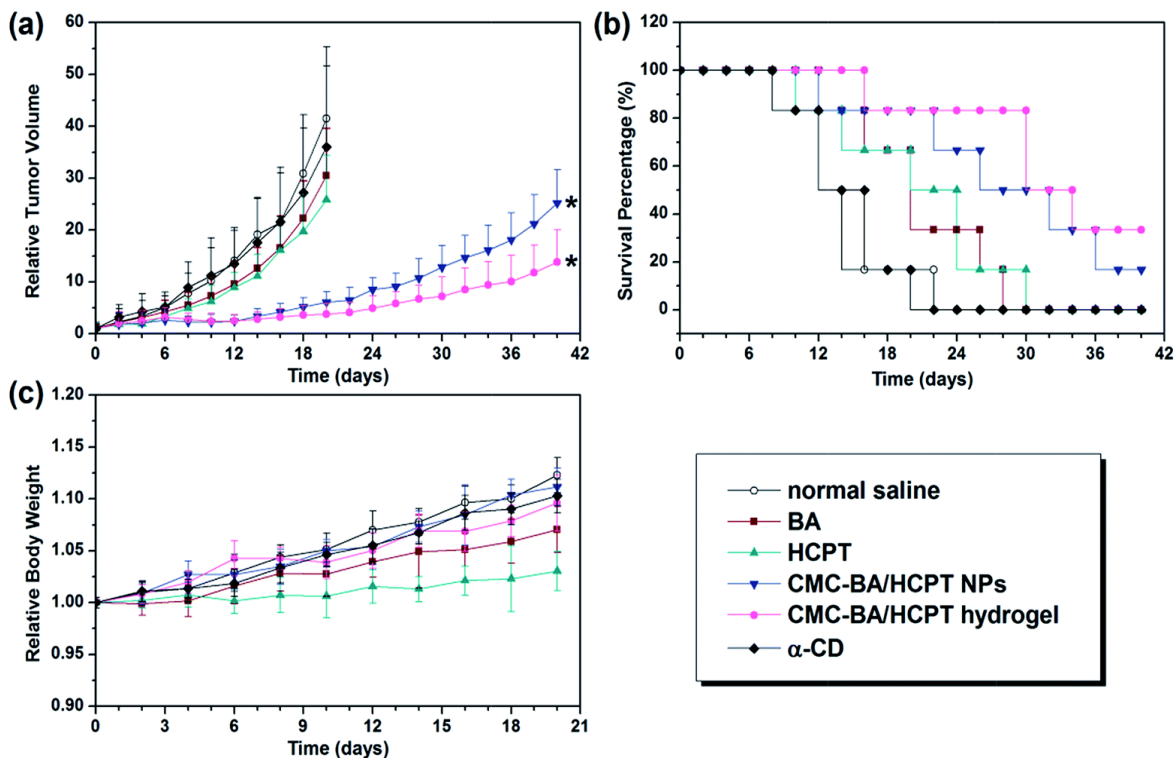 (a)
60
50
40
30
20
10
0
Relative Tumor Volume
*
*
0 6 12 18 24 30 36 42
Time (days)
(b)
120
100
80
60
40
20
0
Survival Percentage (%)
0 6 12 18 24 30 36 42
Time (days)
(c)
1.20
1.15
1.10
1.05
1.00
0.95
0.90
Relative Body Weight
0 3 6 9 12 15 18 21
Time (days)
normal saline
BA
HCPT
CMC-BA/HCPT NPs
CMC-BA/HCPT hydrogel
α-CD